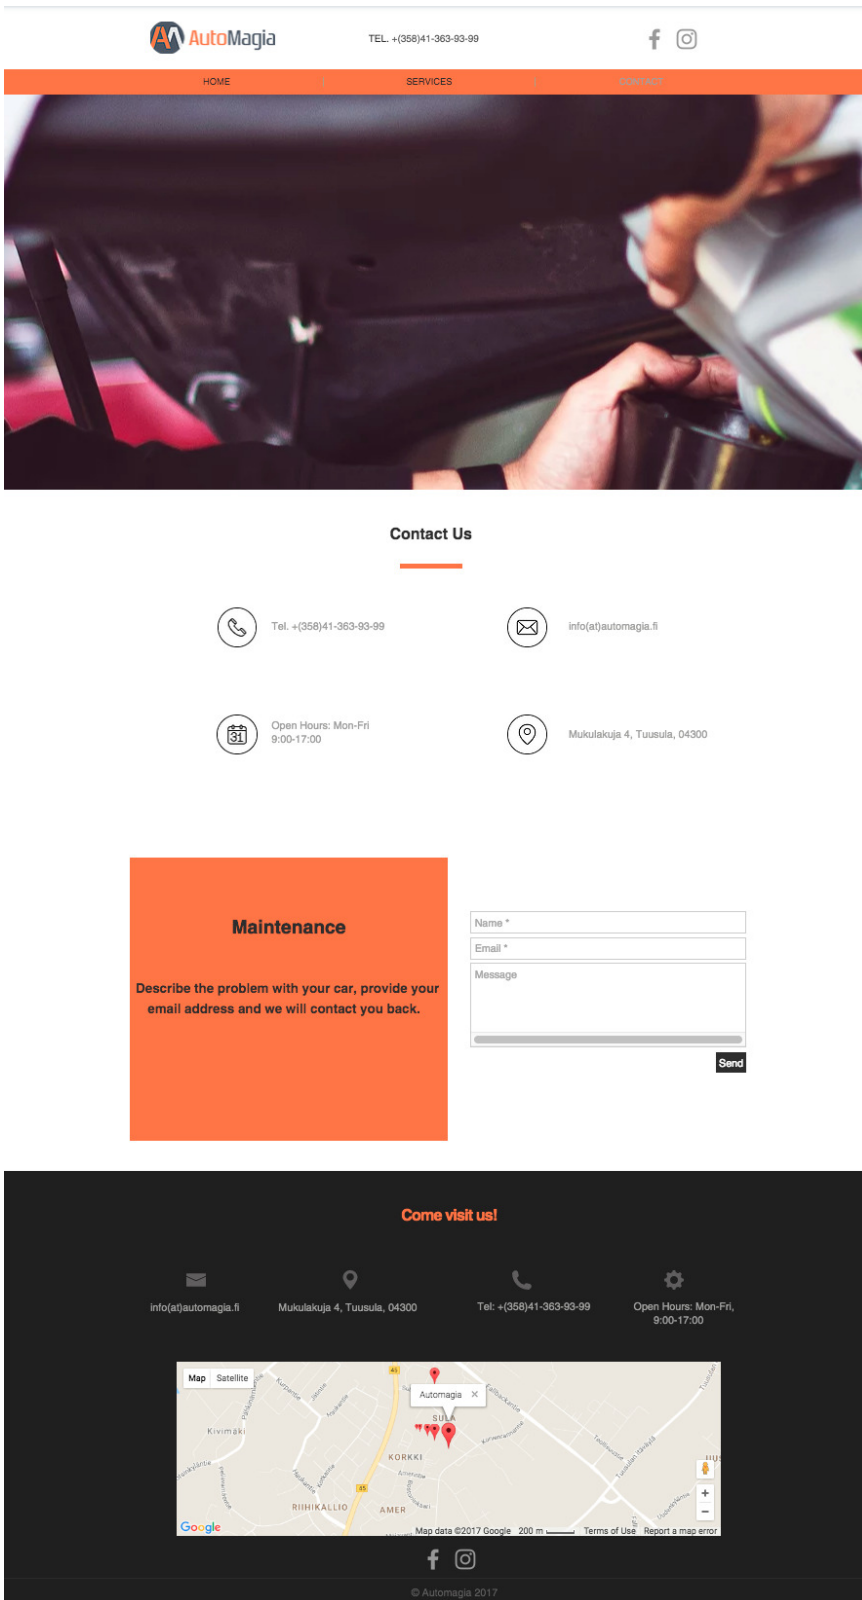 AutoMagia
TEL. +(358)41-363-93-99
HOME
SERVICES
CONTACT
Contact Us
Tel. +(358)41-363-93-99
info(at)automagia.fi
31
Open Hours: Mon-Fri
9:00-17:00
Mukulakuja 4, Tuusula, 04300
Maintenance
Describe the problem with your car, provide your
email address and we will contact you back.
Name *
Email *
Message
Send
Come visit us!
info(at)automagia.fi
Mukulakuja 4, Tuusula, 04300
Tel: +(358)41-363-93-99
Open Hours: Mon-Fri,
9:00-17:00
Map
Satellite
45
Automagia
SULA
Kivimäki
KORKKI
45
RIIHIKALLIO
AMER
Google
Map data ©2017 Google
200 m
Terms of Use
Report a map error
© Automagia 2017